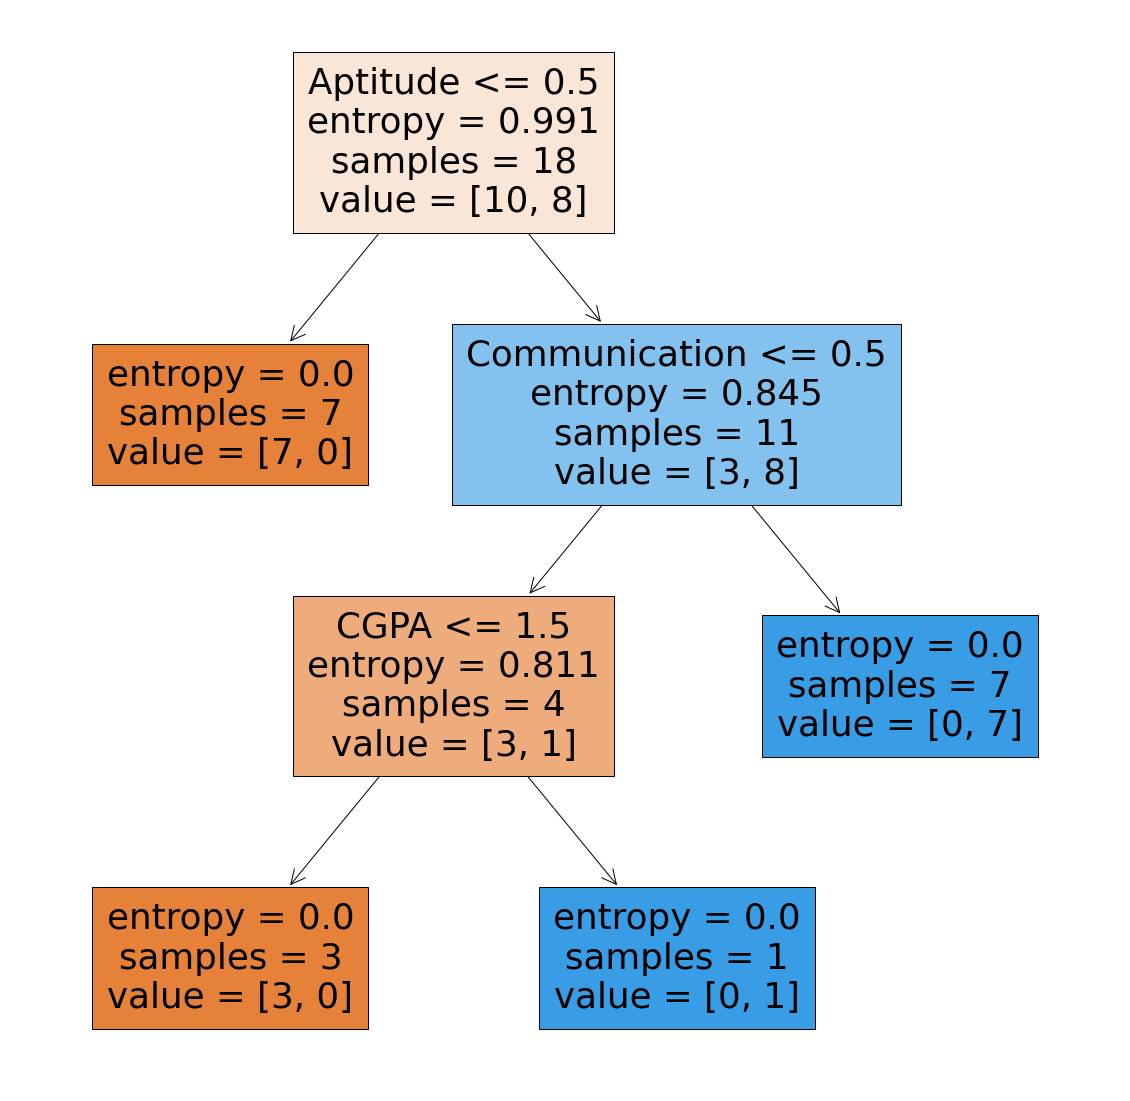 Aptitude <= 0.5
entropy = 0.991
samples = 18
value = [10, 8]
entropy = 0.0
samples = 7
value = [7, 0]
Communication <= 0.5
entropy = 0.845
samples = 11
value = [3, 8]
CGPA <= 1.5
entropy = 0.811
samples = 4
value = [3, 1]
entropy = 0.0
samples = 7
value = [0, 7]
entropy = 0.0
samples = 3
value = [3, 0]
entropy = 0.0
samples = 1
value = [0, 1]